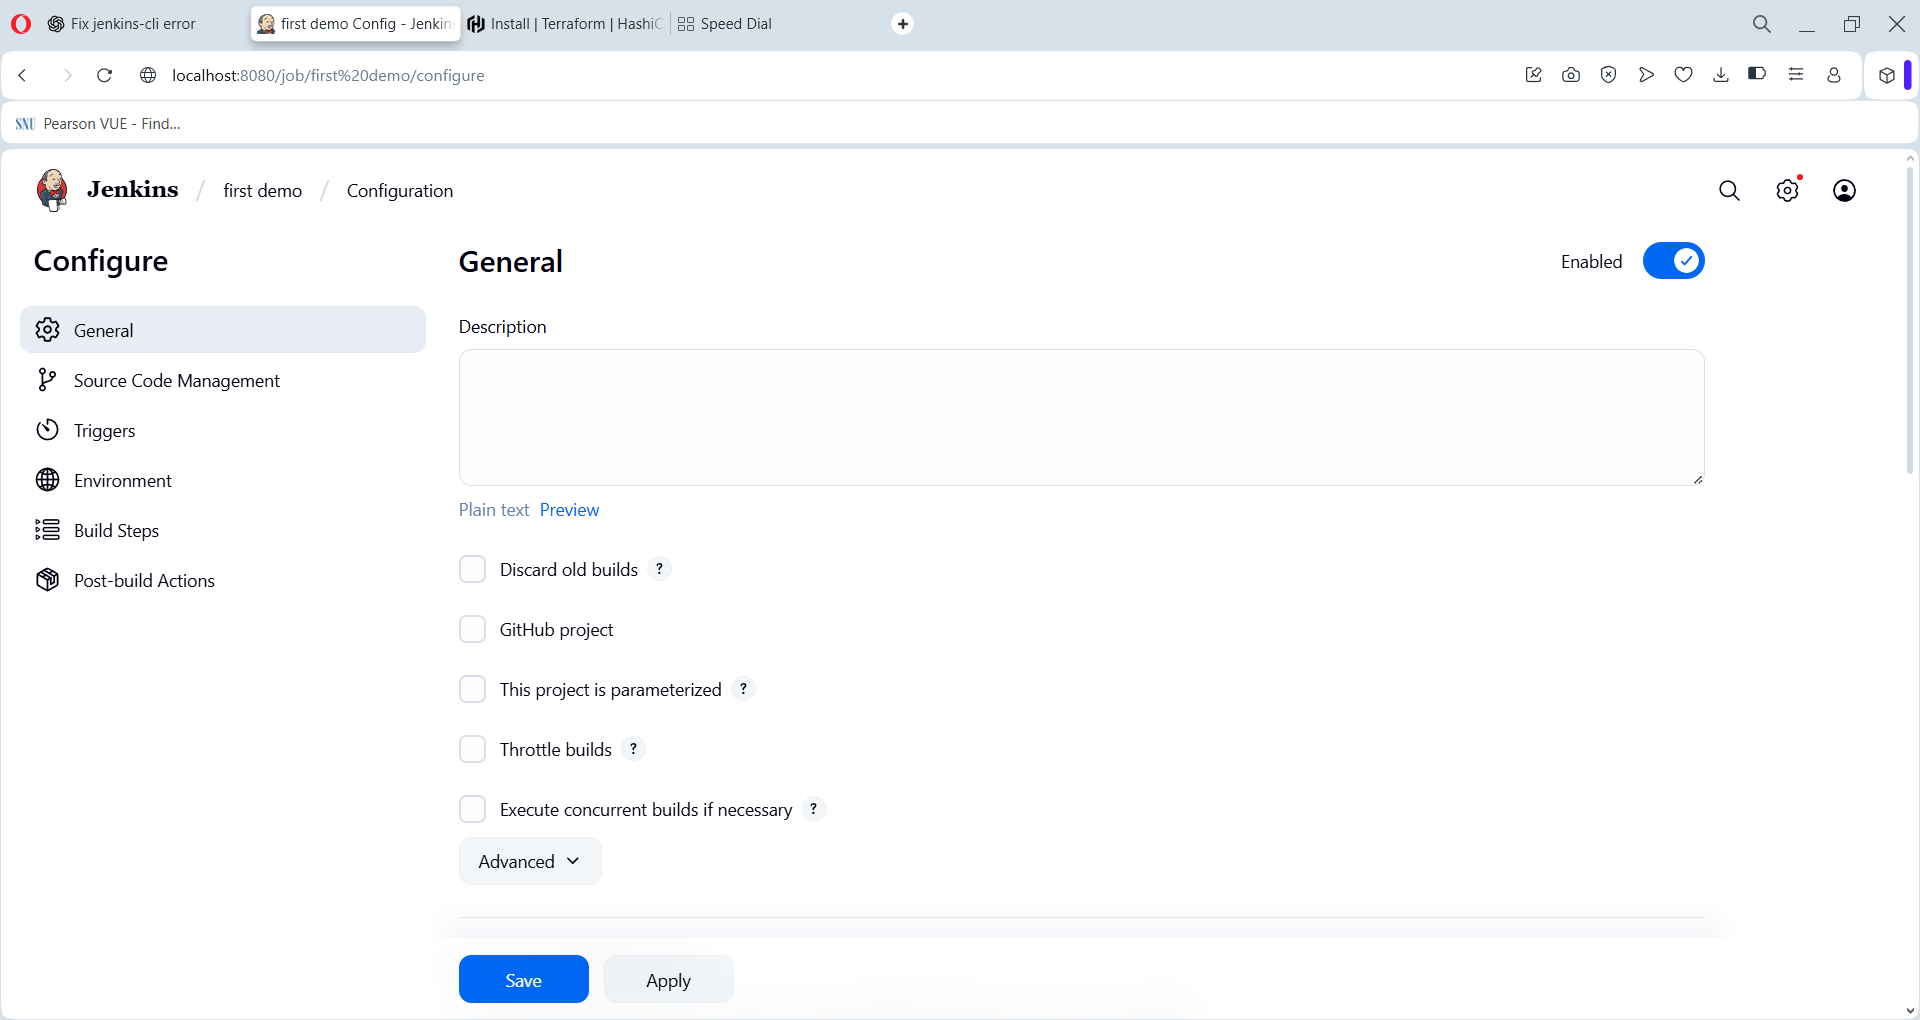 Fix jenkins-cli error
first demo Config - Jenkins
Install | Terraform | HashiC
Speed Dial
localhost:8080/job/first%20demo/configure
SNU Pearson VUE - Find...
Jenkins / first demo / Configuration
Configure
General
Source Code Management
Triggers
Environment
Build Steps
Post-build Actions
General
Enabled
Description
Plain text Preview
Discard old builds ?
GitHub project
This project is parameterized ?
Throttle builds ?
Execute concurrent builds if necessary ?
Advanced
Save
Apply